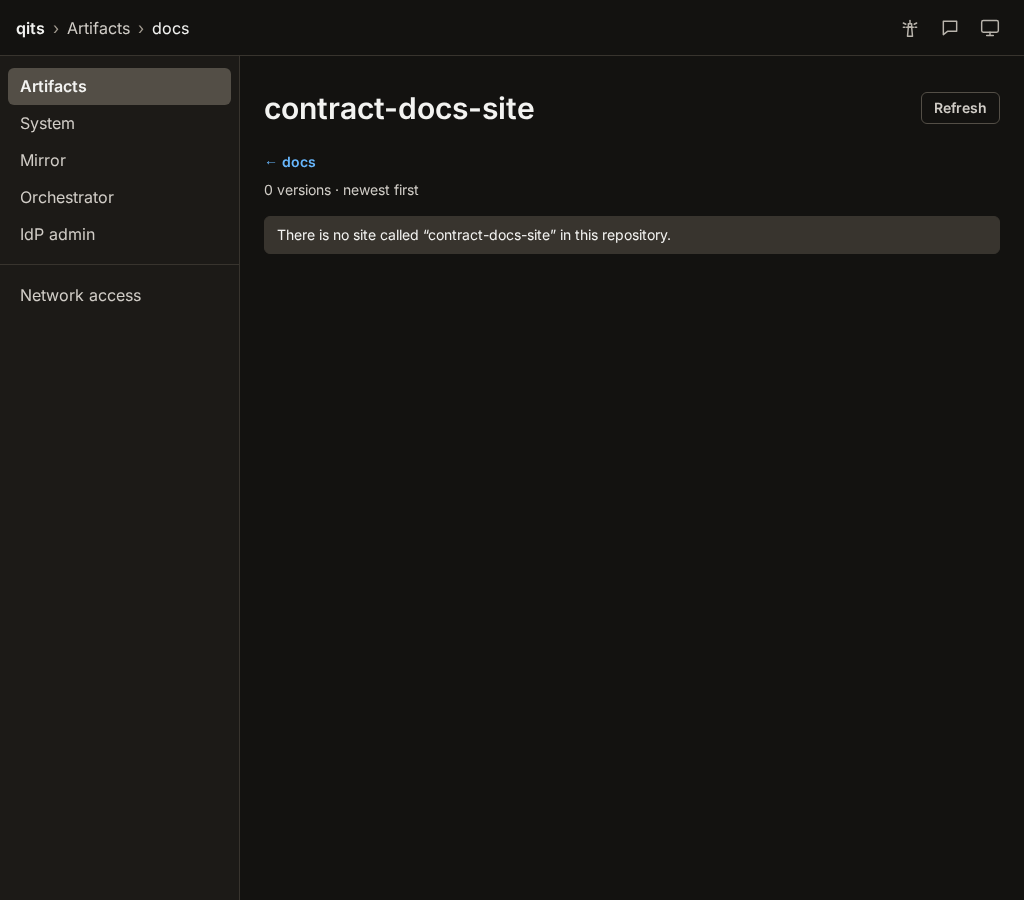 qits › Artifacts › docs
Artifacts
System
Mirror
Orchestrator
IdP admin
Network access
contract-docs-site
Refresh
← docs
0 versions · newest first
There is no site called “contract-docs-site” in this repository.